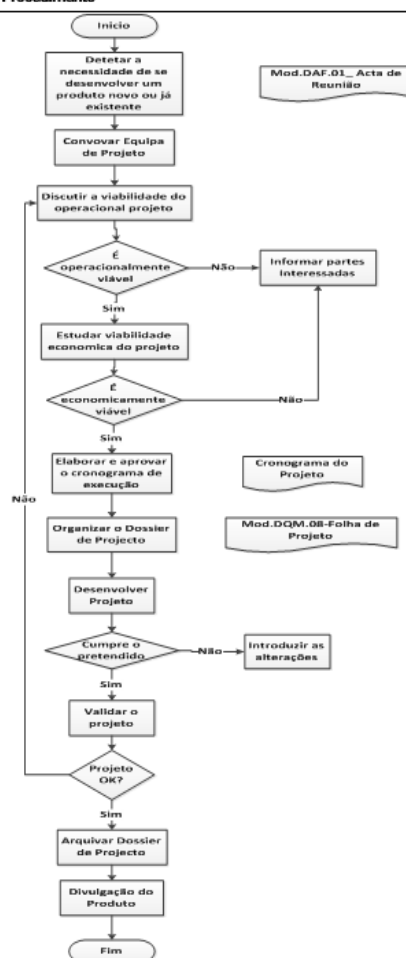 Procedimento
Inicio
Detetar a
necessidade de se
desenvolver um
produto novo ou já
existente
Mod.DAF.01_ Acta de
Reunião
Convovar Equipa
de Projeto
Discutir a viabilidade do
operacional projeto
É
operacionalmente
viável
Não
Informar partes
Interessadas
Sim
Estudar viabilidade
economica do projeto
É
economicamente
viável
Não
Sim
Elaborar e aprovar
o cronograma de
execução
Cronograma do
Projeto
Não
Organizar o Dossier
de Projecto
Mod.DQM.08-Folha de
Projeto
Desenvolver
Projeto
Cumpre o
pretendido
Não
Introduzir as
alterações
Sim
Validar o
projeto
Projeto
OK?
Sim
Arquivar Dossier
de Projecto
Divulgação do
Produto
Fim